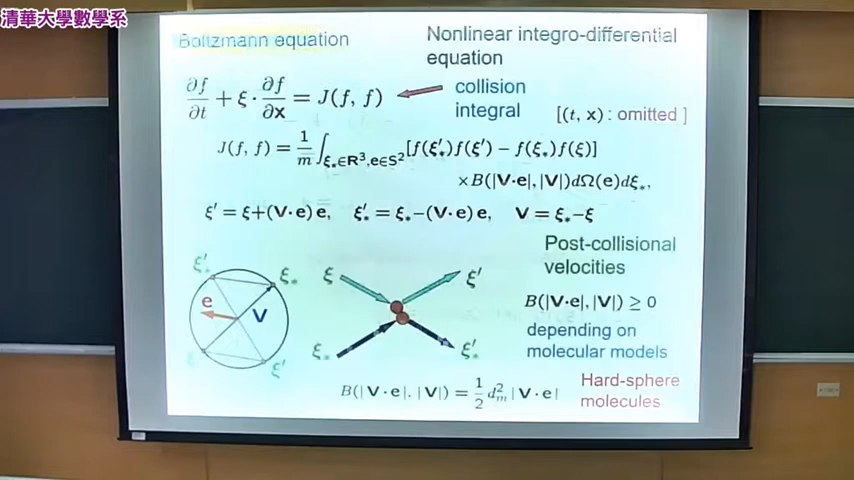 清華大學數學系
Boltzmann equation
Nonlinear integro-differential
equation
∂f/∂t + ξ · ∂f/∂x = J(f, f)
collision
integral
[(t, x) : omitted ]
J(f, f) = 1/m ∫ξ*∈R³,e∈S² [f(ξ'*)f(ξ') − f(ξ*)f(ξ)]
×B(|V·e|, |V|)dΩ(e)dξ*,
ξ' = ξ+(V·e) e, ξ'* = ξ*−(V·e) e, V = ξ*−ξ
Post-collisional
velocities
ξ'* ξ* e V ξ ξ'
ξ ξ' ξ* ξ'*
B(|V·e|, |V|) ≥ 0
depending on
molecular models
B(|V · e|, |V|) = 1/2 d²m |V · e|
Hard-sphere
molecules